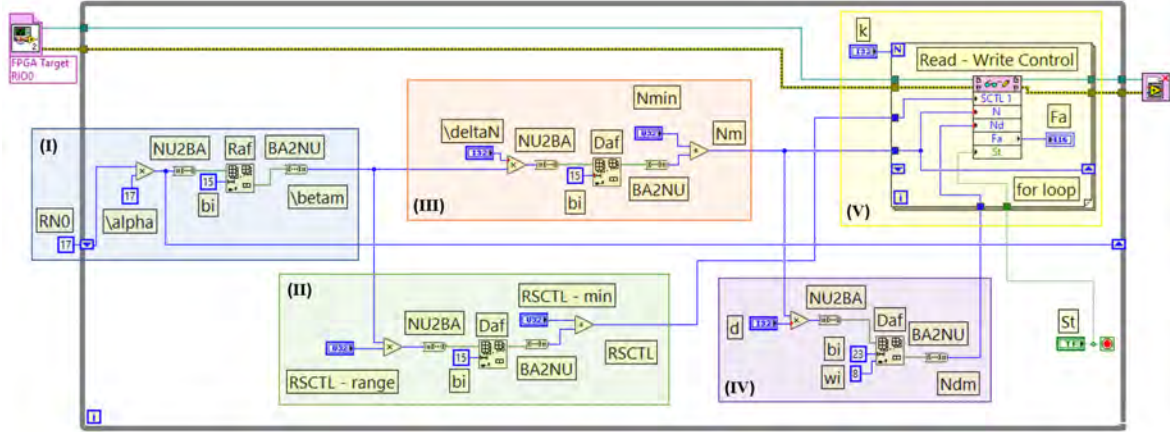 FPGA Target
RIO0
(I)
NU2BA
Raf
BA2NU
15
bi
17
\alpha
\betam
RN0
17
(II)
RSCTL - min
NU2BA
Daf
U32
U32
15
bi
BA2NU
RSCTL
RSCTL - range
(III)
Nmin
\deltaN
NU2BA
Daf
U32
Nm
I32
15
bi
BA2NU
(IV)
NU2BA
d
I32
Daf
BA2NU
bi
23
wi
8
Ndm
(V)
k
I32
N
Read - Write Control
SCTL 1
N
Nd
Fa
St
Fa
I16
for loop
i
St
TF
i